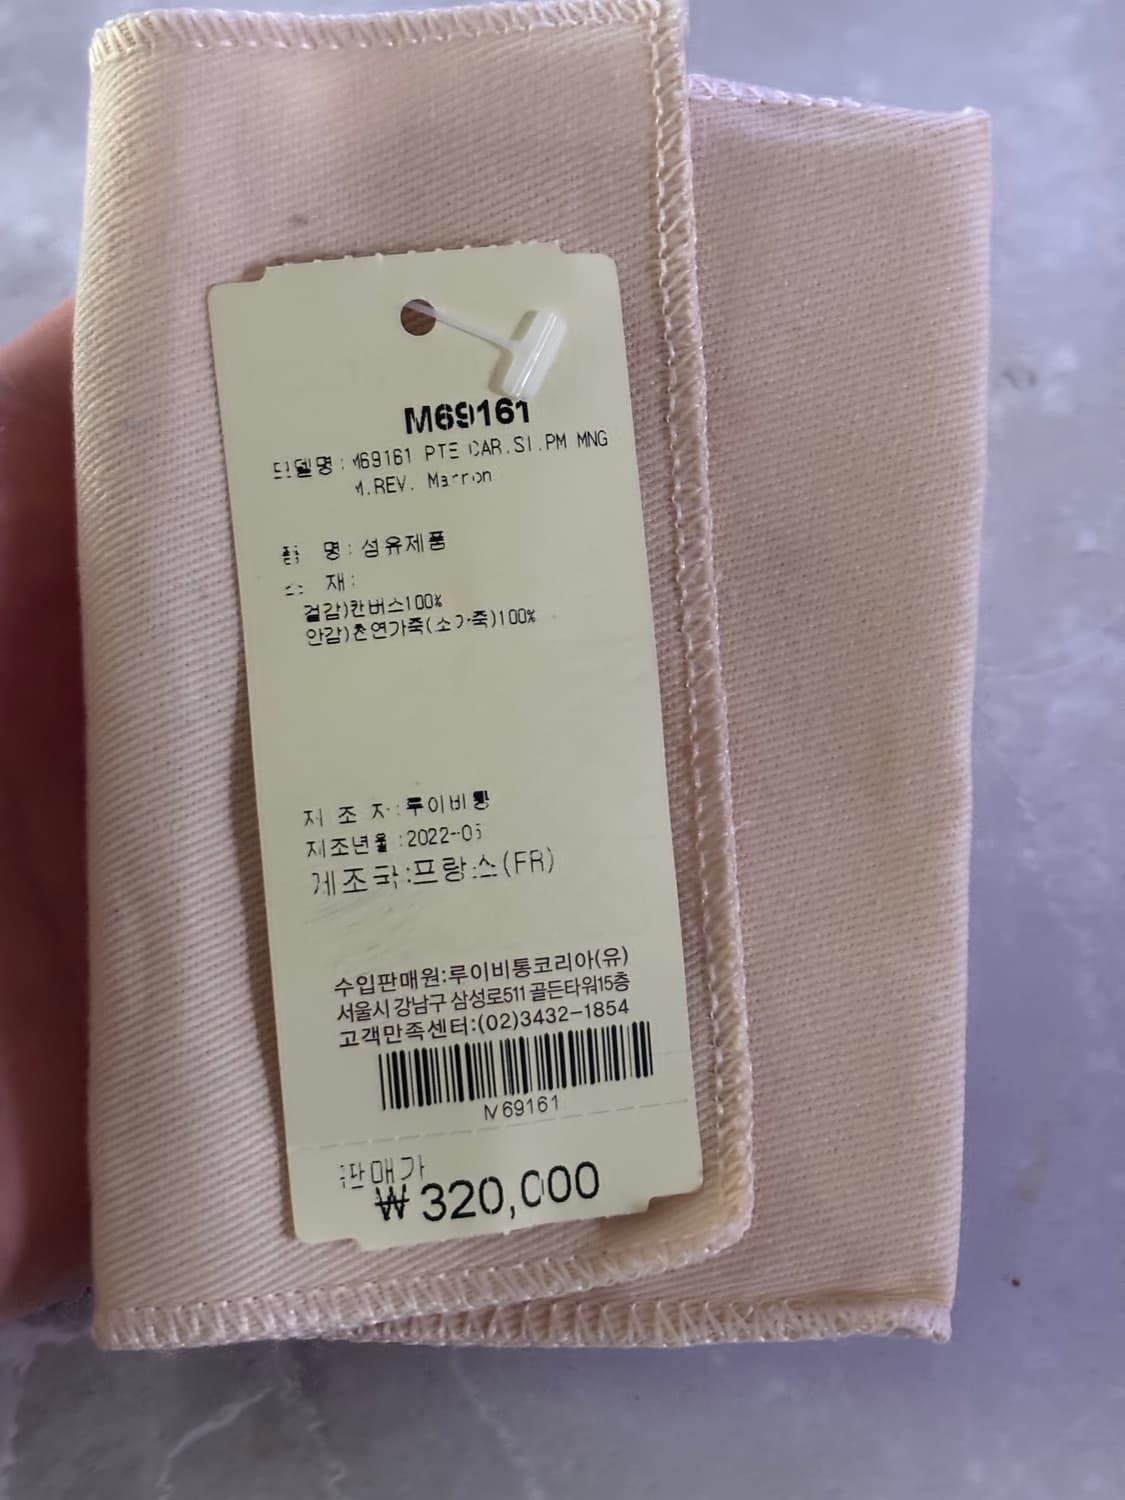 M69161
모델명: M69161 PTE CAR.SI.PM MNG
M.REV. Marron
품 명: 섬유제품
소 재:
겉감)칸버스100%
안감)천연가죽(소가죽)100%
제 조 자:루이비통
제조년월:2022-
제조국:프랑스(FR)
수입판매원:루이비통코리아(유)
서울시 강남구 삼성로511 골든타워15층
고객만족센터:(02)3432-1854
M69161
판매가
₩320,000